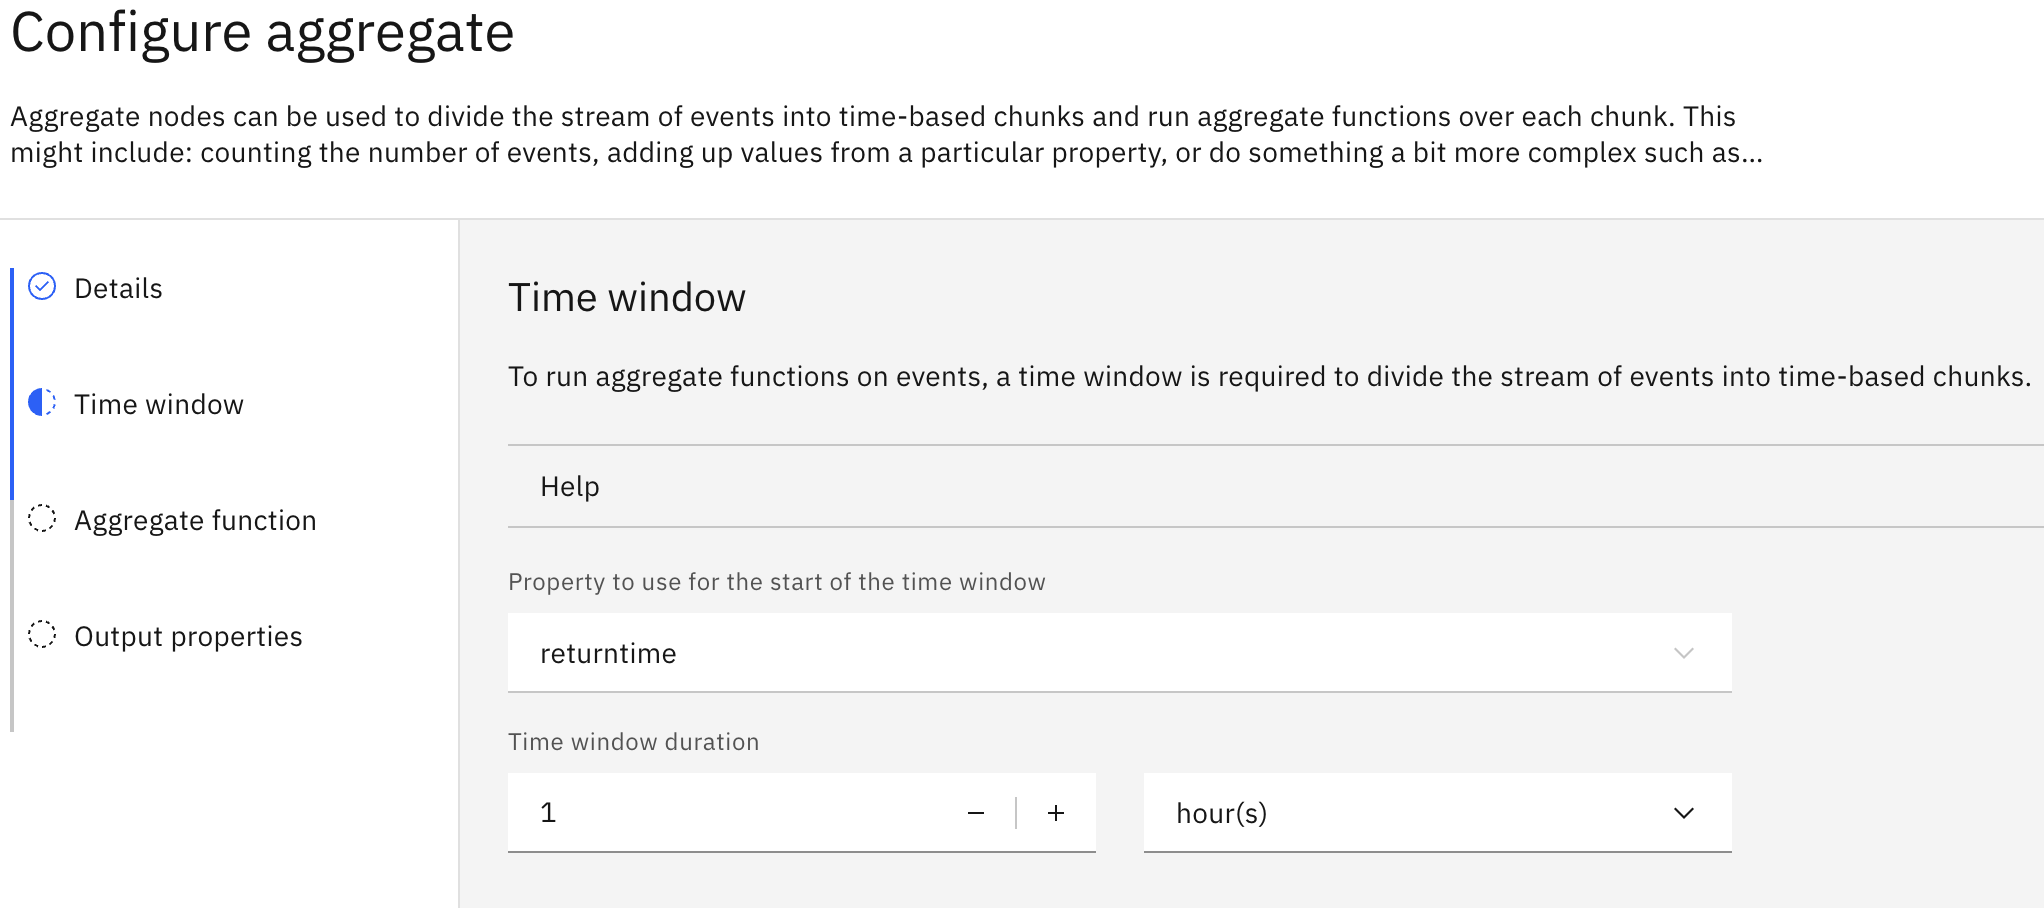 Configure aggregate
Aggregate nodes can be used to divide the stream of events into time-based chunks and run aggregate functions over each chunk. This
might include: counting the number of events, adding up values from a particular property, or do something a bit more complex such as...
Details
Time window
Aggregate function
Output properties
Time window
To run aggregate functions on events, a time window is required to divide the stream of events into time-based chunks.
Help
Property to use for the start of the time window
returntime
Time window duration
1
hour(s)